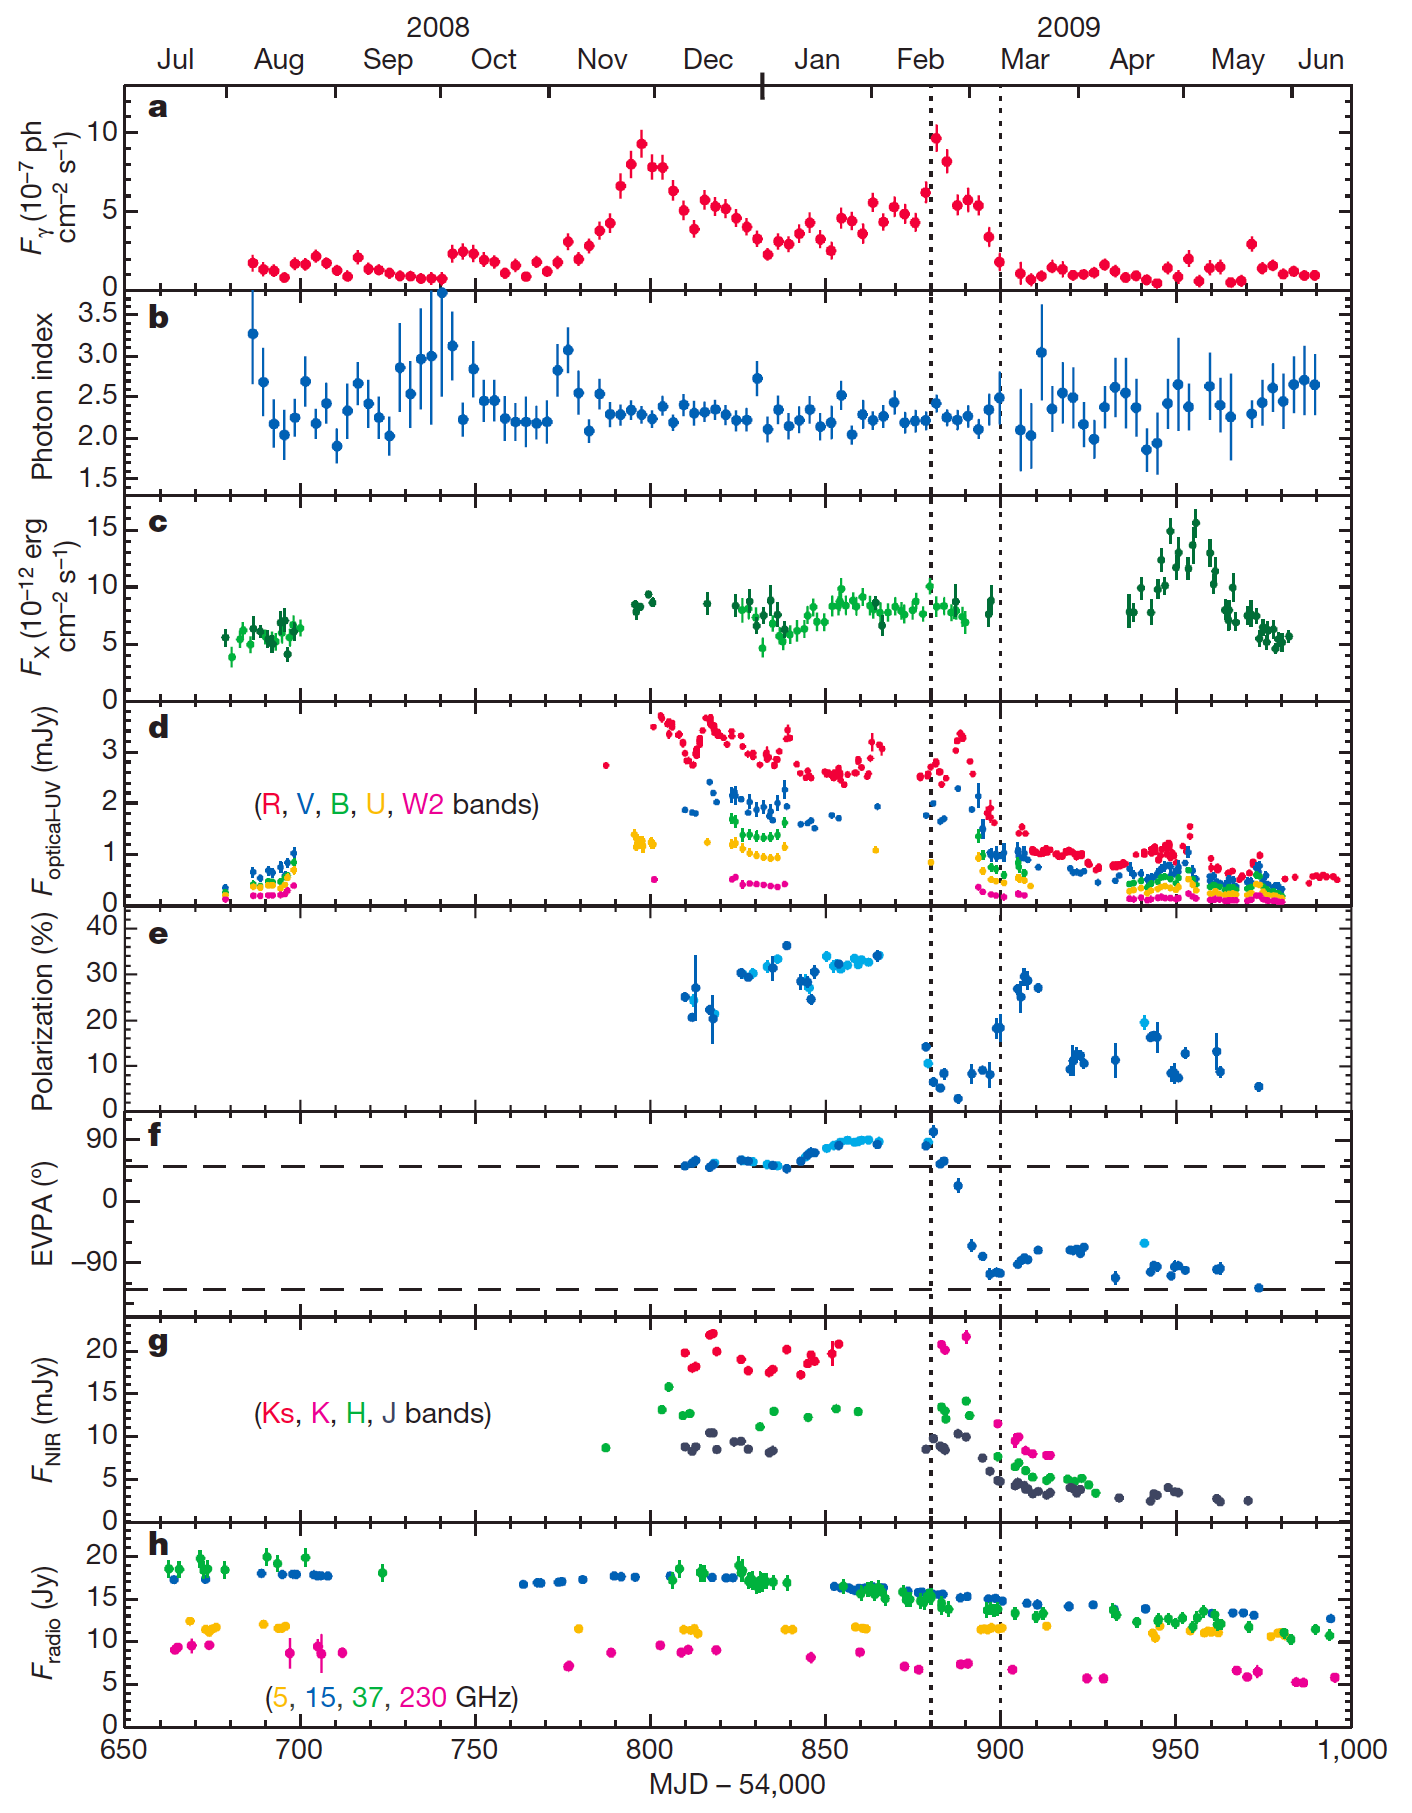 2008 2009
Jul Aug Sep Oct Nov Dec Jan Feb Mar Apr May Jun
a
Fγ (10⁻⁷ ph
cm⁻² s⁻¹)
10
5
0
b
Photon index
3.5
3.0
2.5
2.0
1.5
c
FX (10⁻¹² erg
cm⁻² s⁻¹)
15
10
5
0
d
Foptical–UV (mJy)
3
2
1
0
(R, V, B, U, W2 bands)
e
Polarization (%)
40
30
20
10
0
f
EVPA (º)
90
0
–90
g
FNIR (mJy)
20
15
10
5
0
(Ks, K, H, J bands)
h
Fradio (Jy)
20
15
10
5
0
(5, 15, 37, 230 GHz)
650 700 750 800 850 900 950 1,000
MJD – 54,000